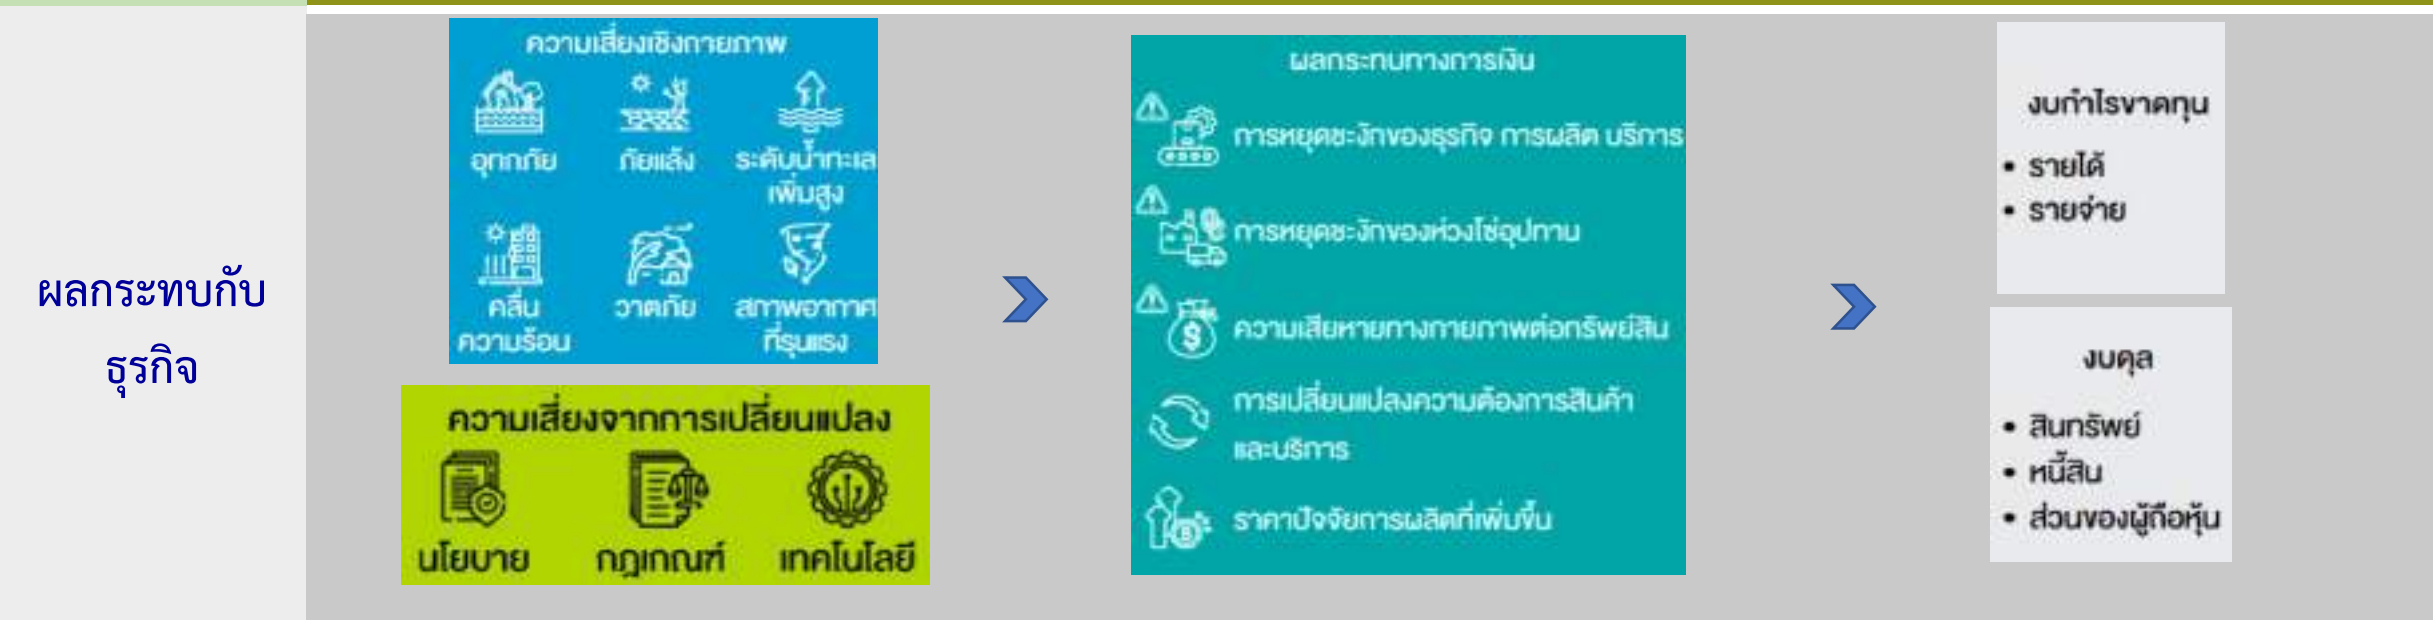 ผลกระทบกับ
ธุรกิจ
ความเสี่ยงเชิงกายภาพ
อุทกภัย
ภัยแล้ง
ระดับน้ำทะเล
เพิ่มสูง
คลื่น
ความร้อน
วาตภัย
สภาพอากาศ
ที่รุนแรง
ความเสี่ยงจากการเปลี่ยนแปลง
นโยบาย
กฎเกณฑ์
เทคโนโลยี
ผลกระทบทางการเงิน
การหยุดชะงักของธุรกิจ การผลิต บริการ
การหยุดชะงักของห่วงโซ่อุปทาน
ความเสียหายทางกายภาพต่อทรัพย์สิน
การเปลี่ยนแปลงความต้องการสินค้า
และบริการ
ราคาปัจจัยการผลิตที่เพิ่มขึ้น
งบกำไรขาดทุน
• รายได้
• รายจ่าย
งบดุล
• สินทรัพย์
• หนี้สิน
• ส่วนของผู้ถือหุ้น